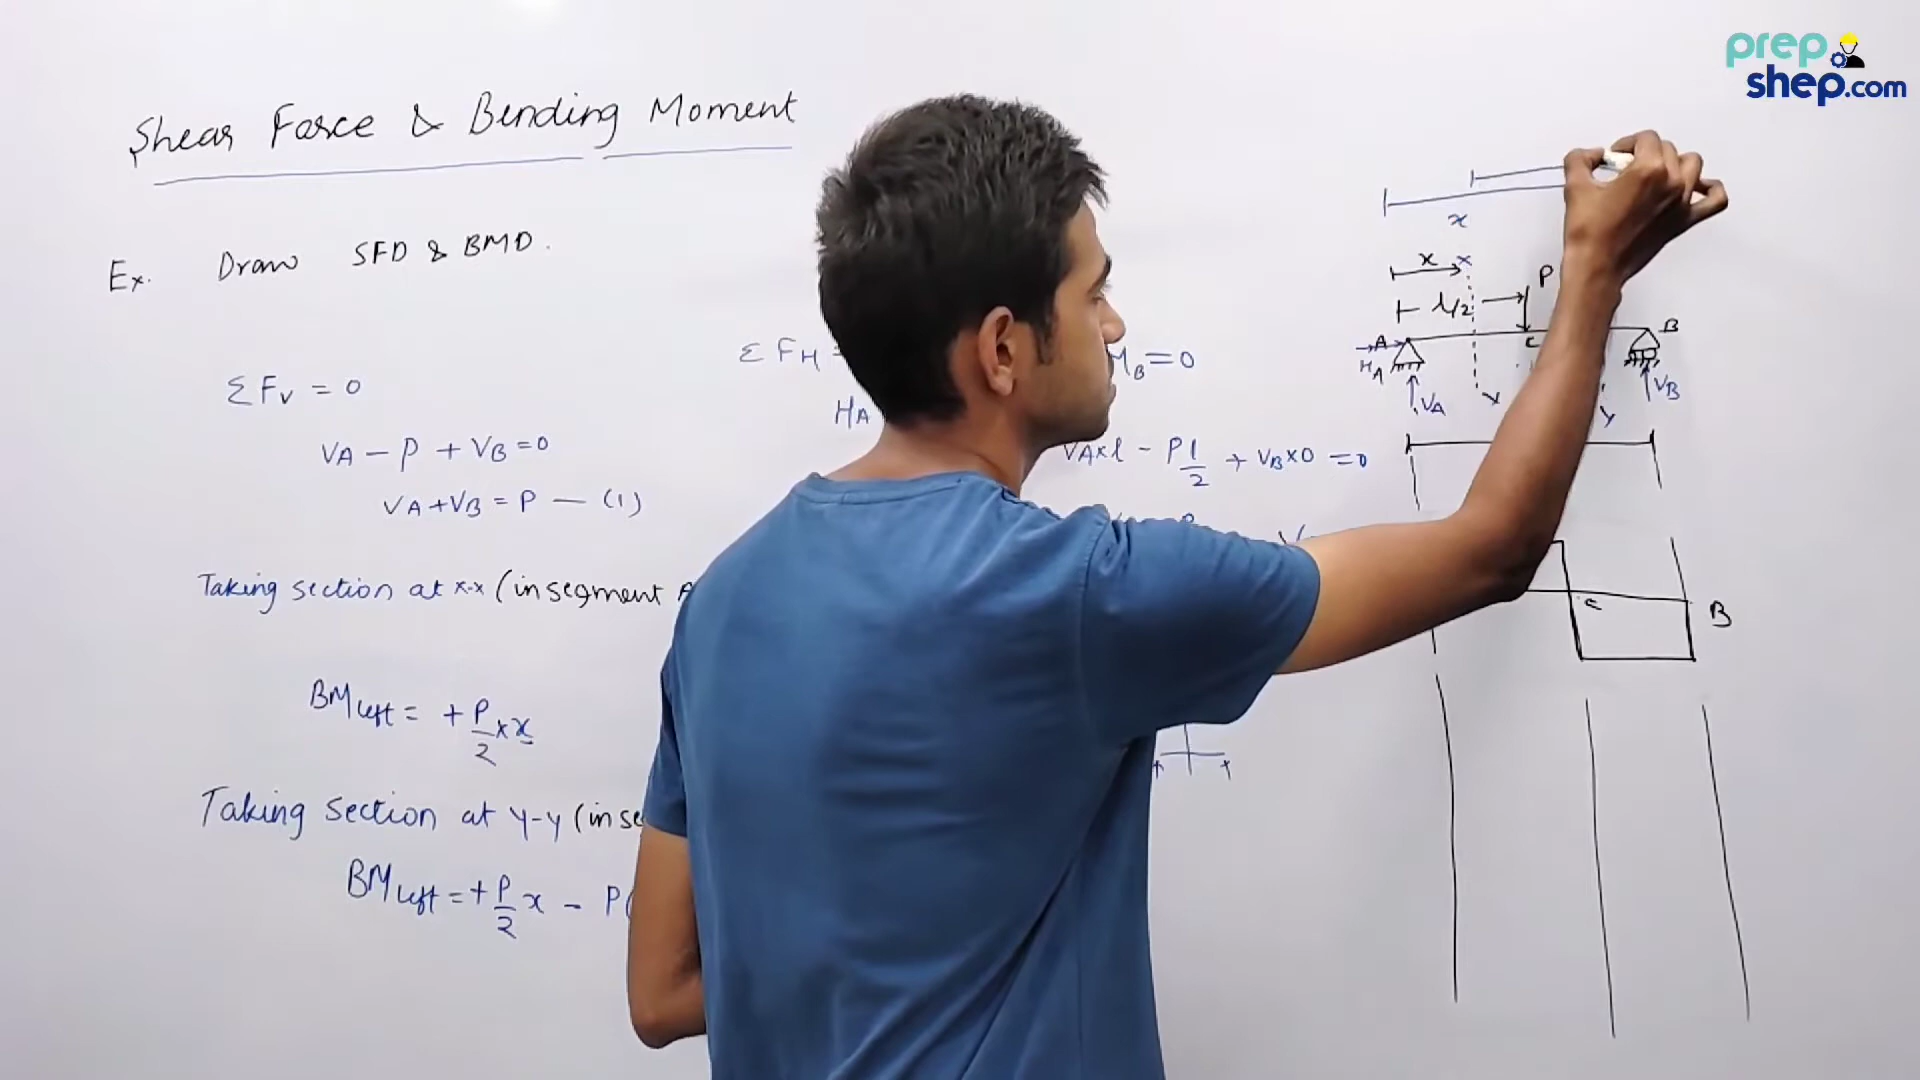 prep
shep.com
Shear Force & Bending Moment
Ex. Draw SFD & BMD.
ΣFv = 0
VA - P + VB = 0
VA + VB = P — (1)
ΣFH =
HA
MB = 0
VA×l - P l/2 + VB×0 = 0
Taking section at x-x (in segment A
BMleft = + P/2 × x
Taking section at Y-Y (in se
BMleft = + P/2 x - P(
x
x x
P
l/2
A C B
HA
VA x Y VB
C B